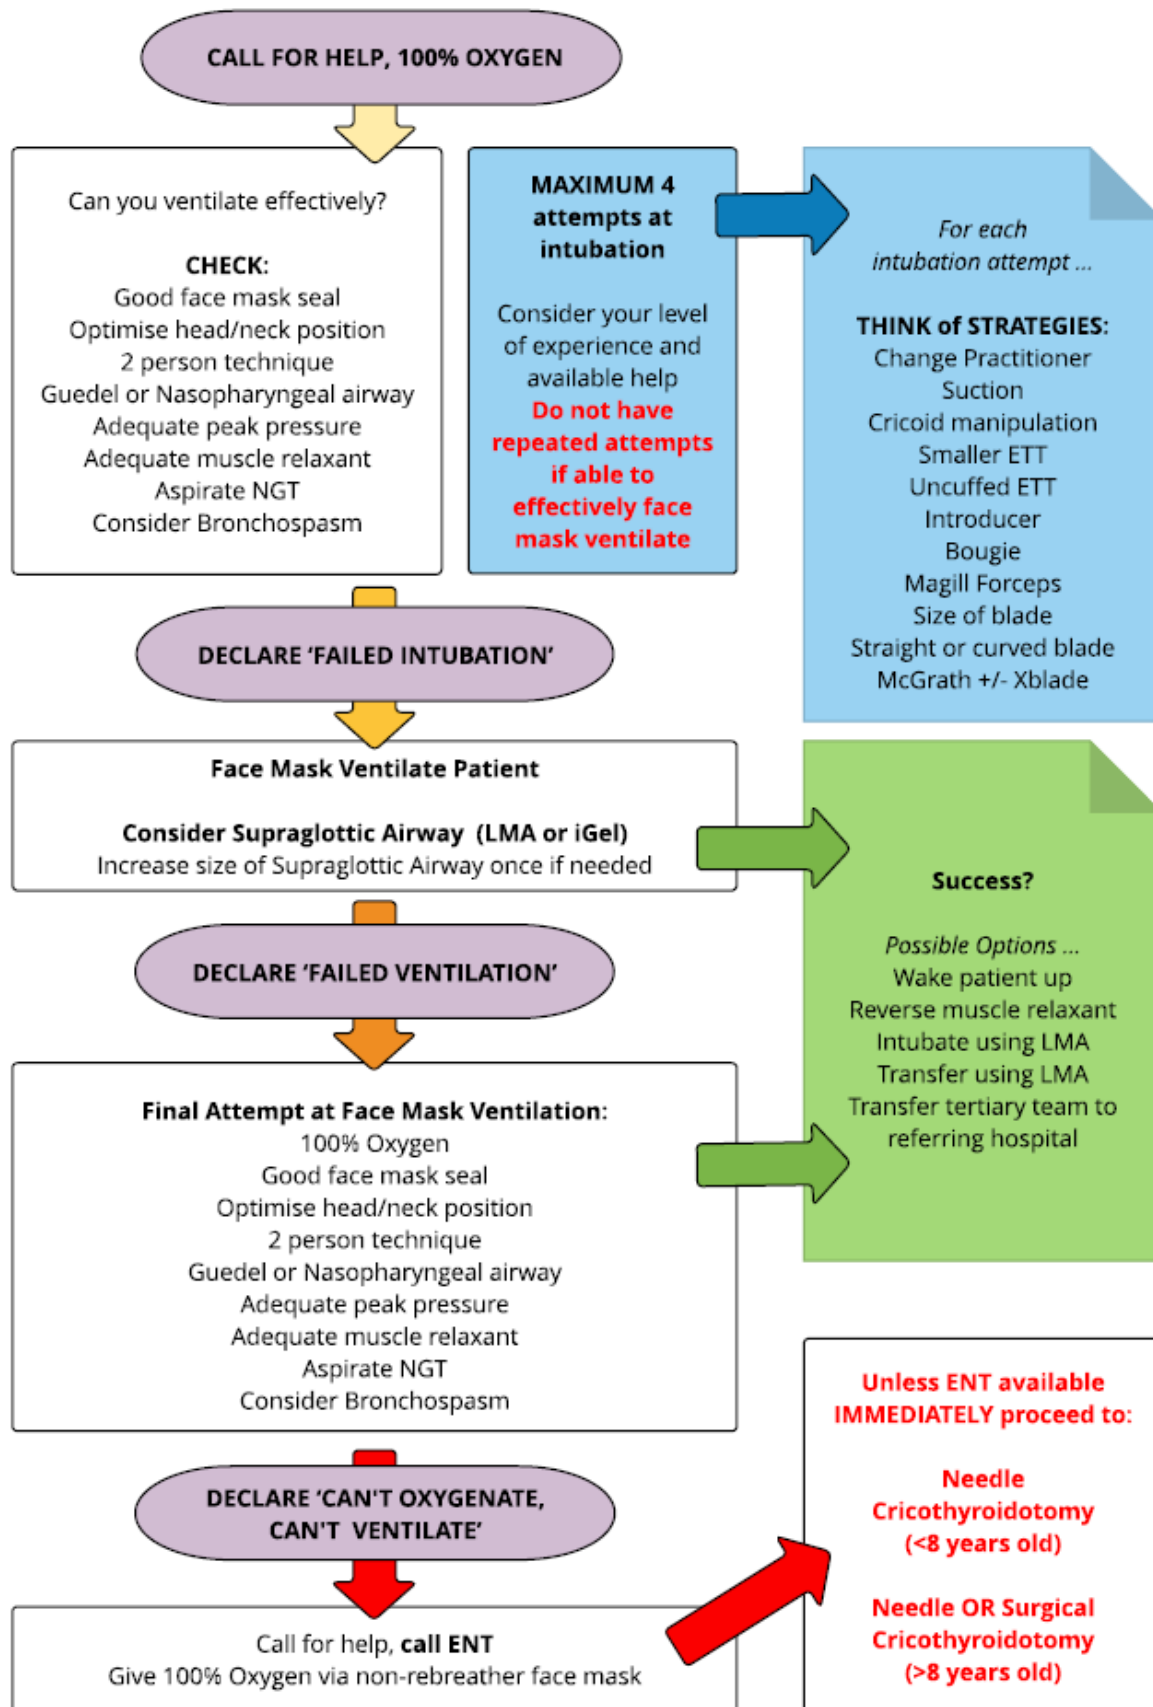 CALL FOR HELP, 100% OXYGEN
Can you ventilate effectively?
CHECK:
Good face mask seal
Optimise head/neck position
2 person technique
Guedel or Nasopharyngeal airway
Adequate peak pressure
Adequate muscle relaxant
Aspirate NGT
Consider Bronchospasm
MAXIMUM 4
attempts at
intubation
Consider your level
of experience and
available help
Do not have
repeated attempts
if able to
effectively face
mask ventilate
For each
intubation attempt ...
THINK of STRATEGIES:
Change Practitioner
Suction
Cricoid manipulation
Smaller ETT
Uncuffed ETT
Introducer
Bougie
Magill Forceps
Size of blade
Straight or curved blade
McGrath +/- Xblade
DECLARE ‘FAILED INTUBATION’
Face Mask Ventilate Patient
Consider Supraglottic Airway (LMA or iGel)
Increase size of Supraglottic Airway once if needed
Success?
Possible Options ...
Wake patient up
Reverse muscle relaxant
Intubate using LMA
Transfer using LMA
Transfer tertiary team to
referring hospital
DECLARE ‘FAILED VENTILATION’
Final Attempt at Face Mask Ventilation:
100% Oxygen
Good face mask seal
Optimise head/neck position
2 person technique
Guedel or Nasopharyngeal airway
Adequate peak pressure
Adequate muscle relaxant
Aspirate NGT
Consider Bronchospasm
DECLARE ‘CAN'T OXYGENATE,
CAN'T VENTILATE’
Call for help, call ENT
Give 100% Oxygen via non-rebreather face mask
Unless ENT available
IMMEDIATELY proceed to:
Needle
Cricothyroidotomy
(<8 years old)
Needle OR Surgical
Cricothyroidotomy
(>8 years old)